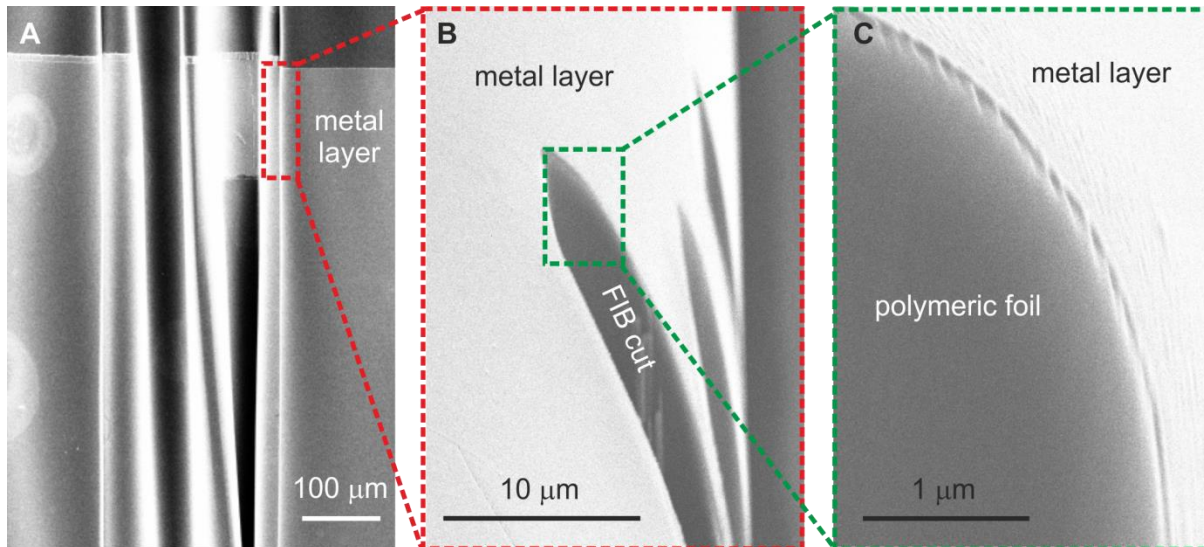 A
metal
layer
100 μm
B
metal layer
FIB cut
10 μm
C
metal layer
polymeric foil
1 μm